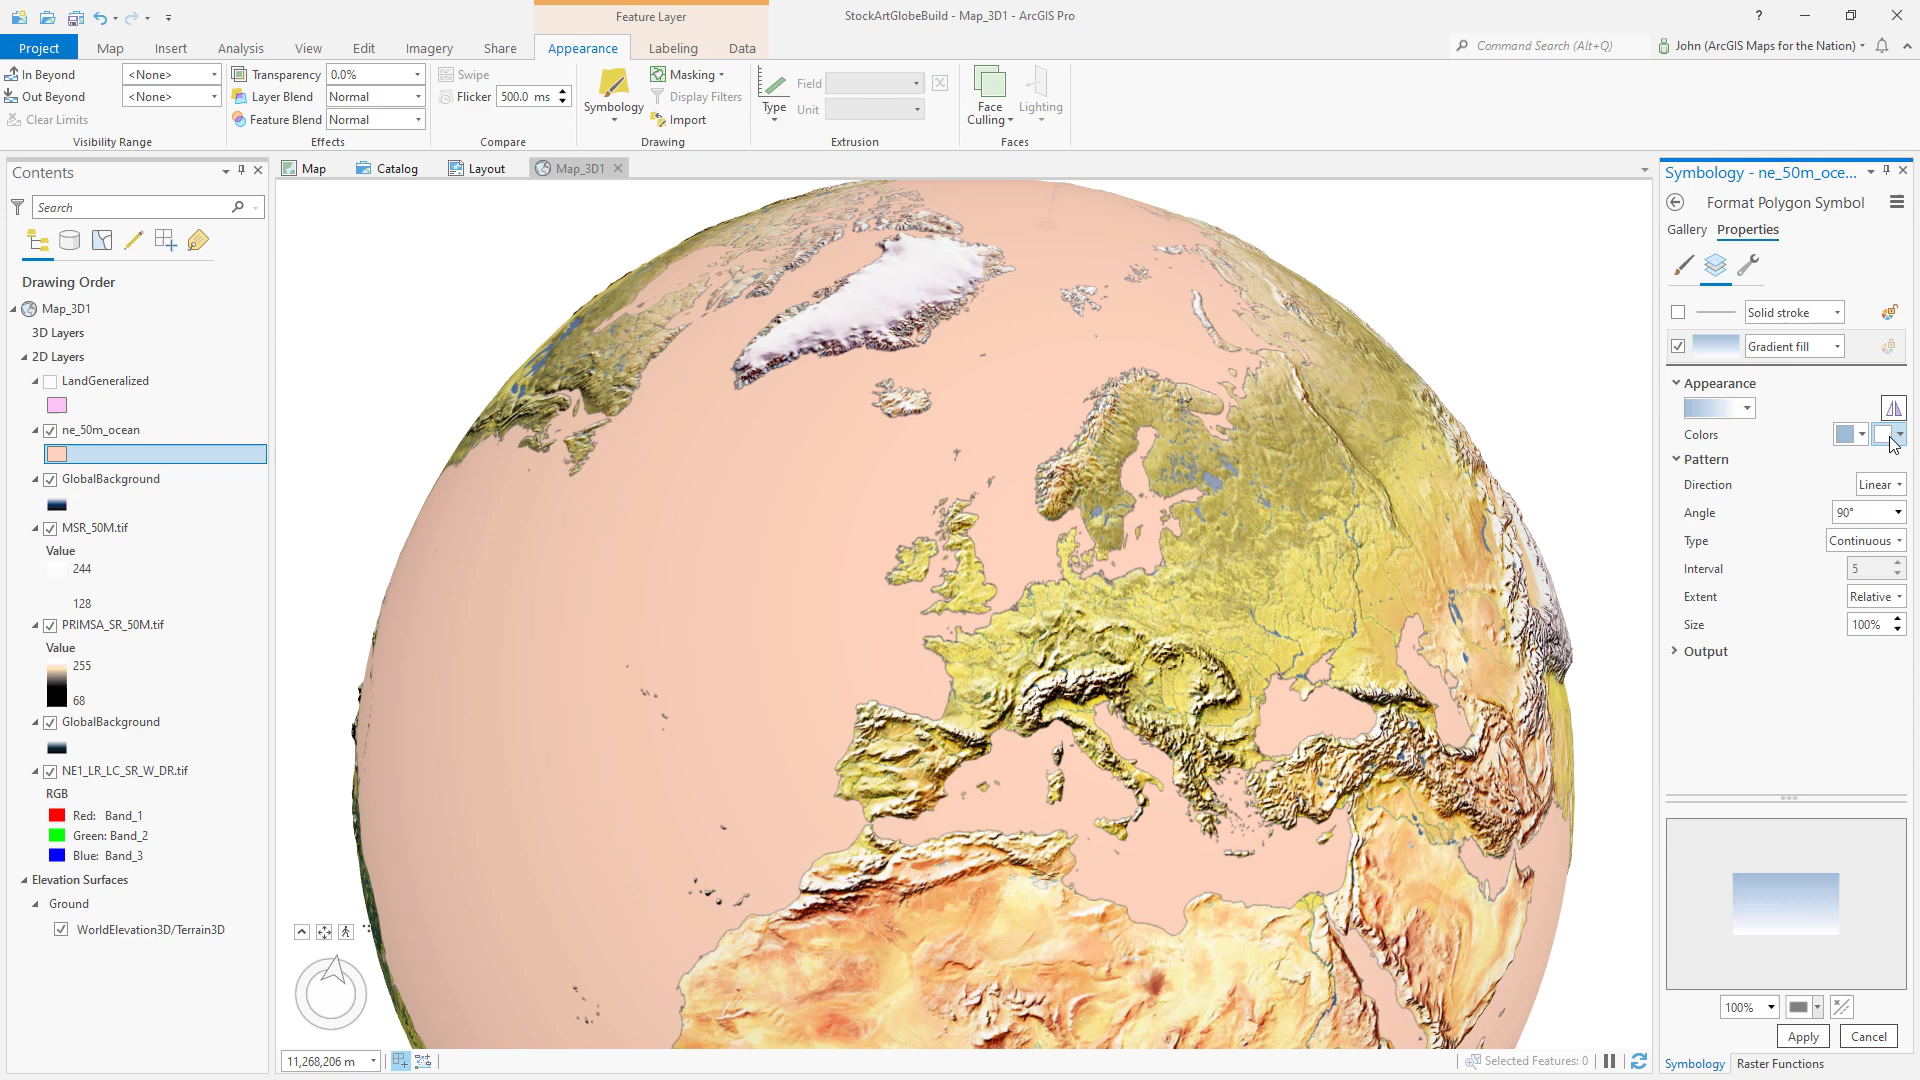 Feature Layer
StockArtGlobeBuild - Map_3D1 - ArcGIS Pro
?
Project
Map
Insert
Analysis
View
Edit
Imagery
Share
Appearance
Labeling
Data
Command Search (Alt+Q)
John (ArcGIS Maps for the Nation)
In Beyond
<None>
Out Beyond
<None>
Clear Limits
Visibility Range
Transparency
0.0%
Layer Blend
Normal
Feature Blend
Normal
Effects
Swipe
Flicker
500.0 ms
Compare
Symbology
Masking
Display Filters
Import
Drawing
Type
Field
Unit
Extrusion
Face
Culling
Lighting
Faces
Contents
Search
Drawing Order
Map_3D1
3D Layers
2D Layers
LandGeneralized
ne_50m_ocean
GlobalBackground
MSR_50M.tif
Value
244
128
PRIMSA_SR_50M.tif
Value
255
68
GlobalBackground
NE1_LR_LC_SR_W_DR.tif
RGB
Red: Band_1
Green: Band_2
Blue: Band_3
Elevation Surfaces
Ground
WorldElevation3D/Terrain3D
Map
Catalog
Layout
Map_3D1
11,268,206 m
Selected Features: 0
Symbology - ne_50m_oce...
Format Polygon Symbol
Gallery
Properties
Solid stroke
Gradient fill
Appearance
Colors
Pattern
Direction
Linear
Angle
90°
Type
Continuous
Interval
5
Extent
Relative
Size
100%
Output
100%
Apply
Cancel
Symbology
Raster Functions